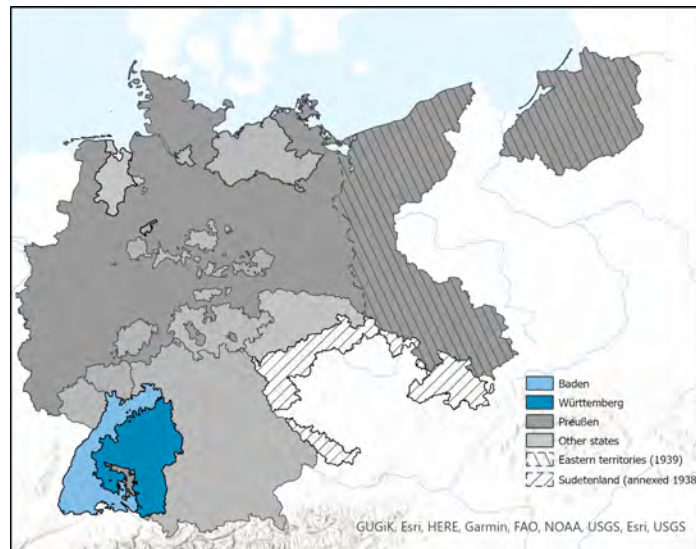 Baden
Württemberg
Preußen
Other states
Eastern territories (1939)
Sudetenland (annexed 1938
GUGiK, Esri, HERE, Garmin, FAO, NOAA, USGS, Esri, USGS